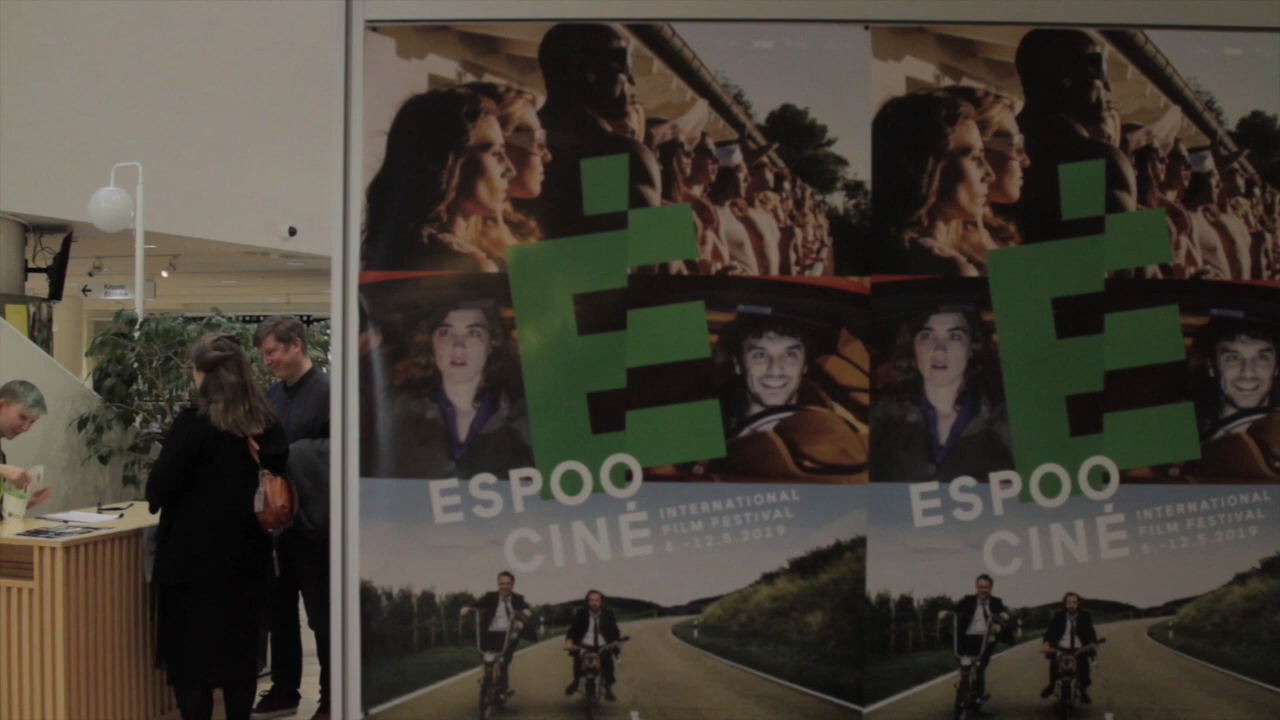 É
ESPOO
CINÉ
INTERNATIONAL
FILM FESTIVAL
6.–12.5.2019
É
ESPOO
CINÉ
INTERNATIONAL
FILM FESTIVAL
6.–12.5.2019